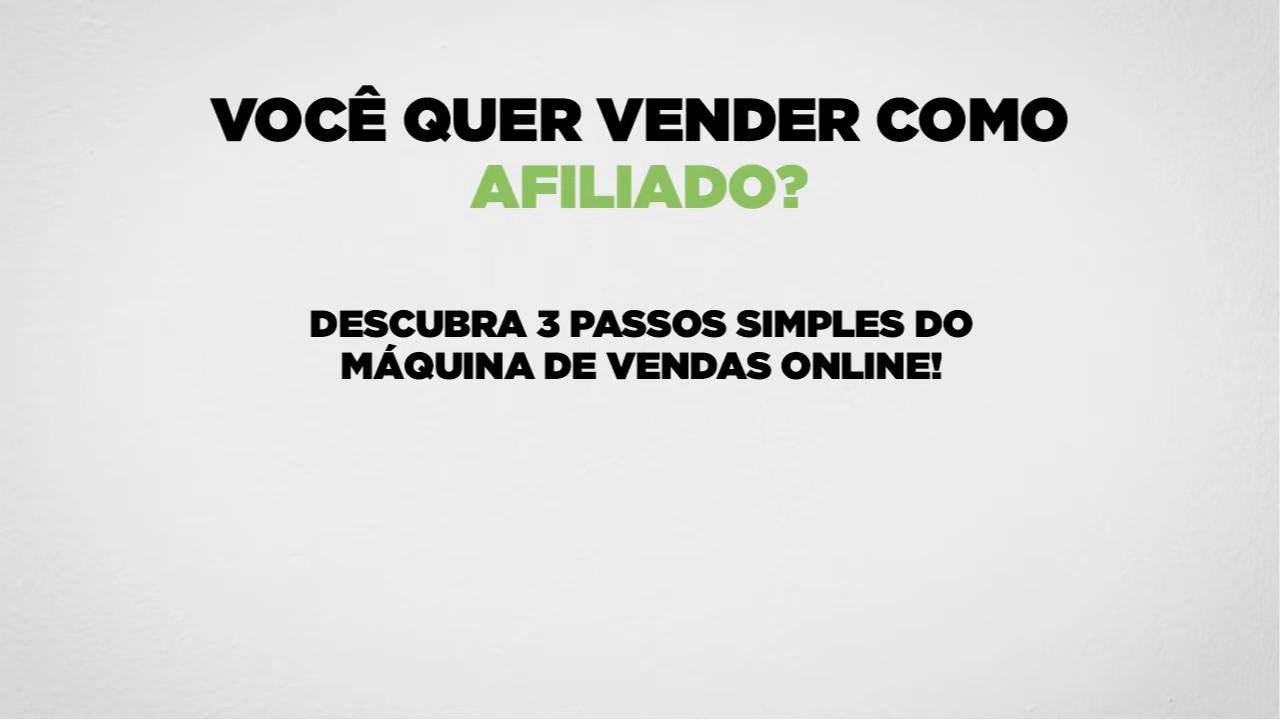 VOCÊ QUER VENDER COMO
AFILIADO?
DESCUBRA 3 PASSOS SIMPLES DO
MÁQUINA DE VENDAS ONLINE!